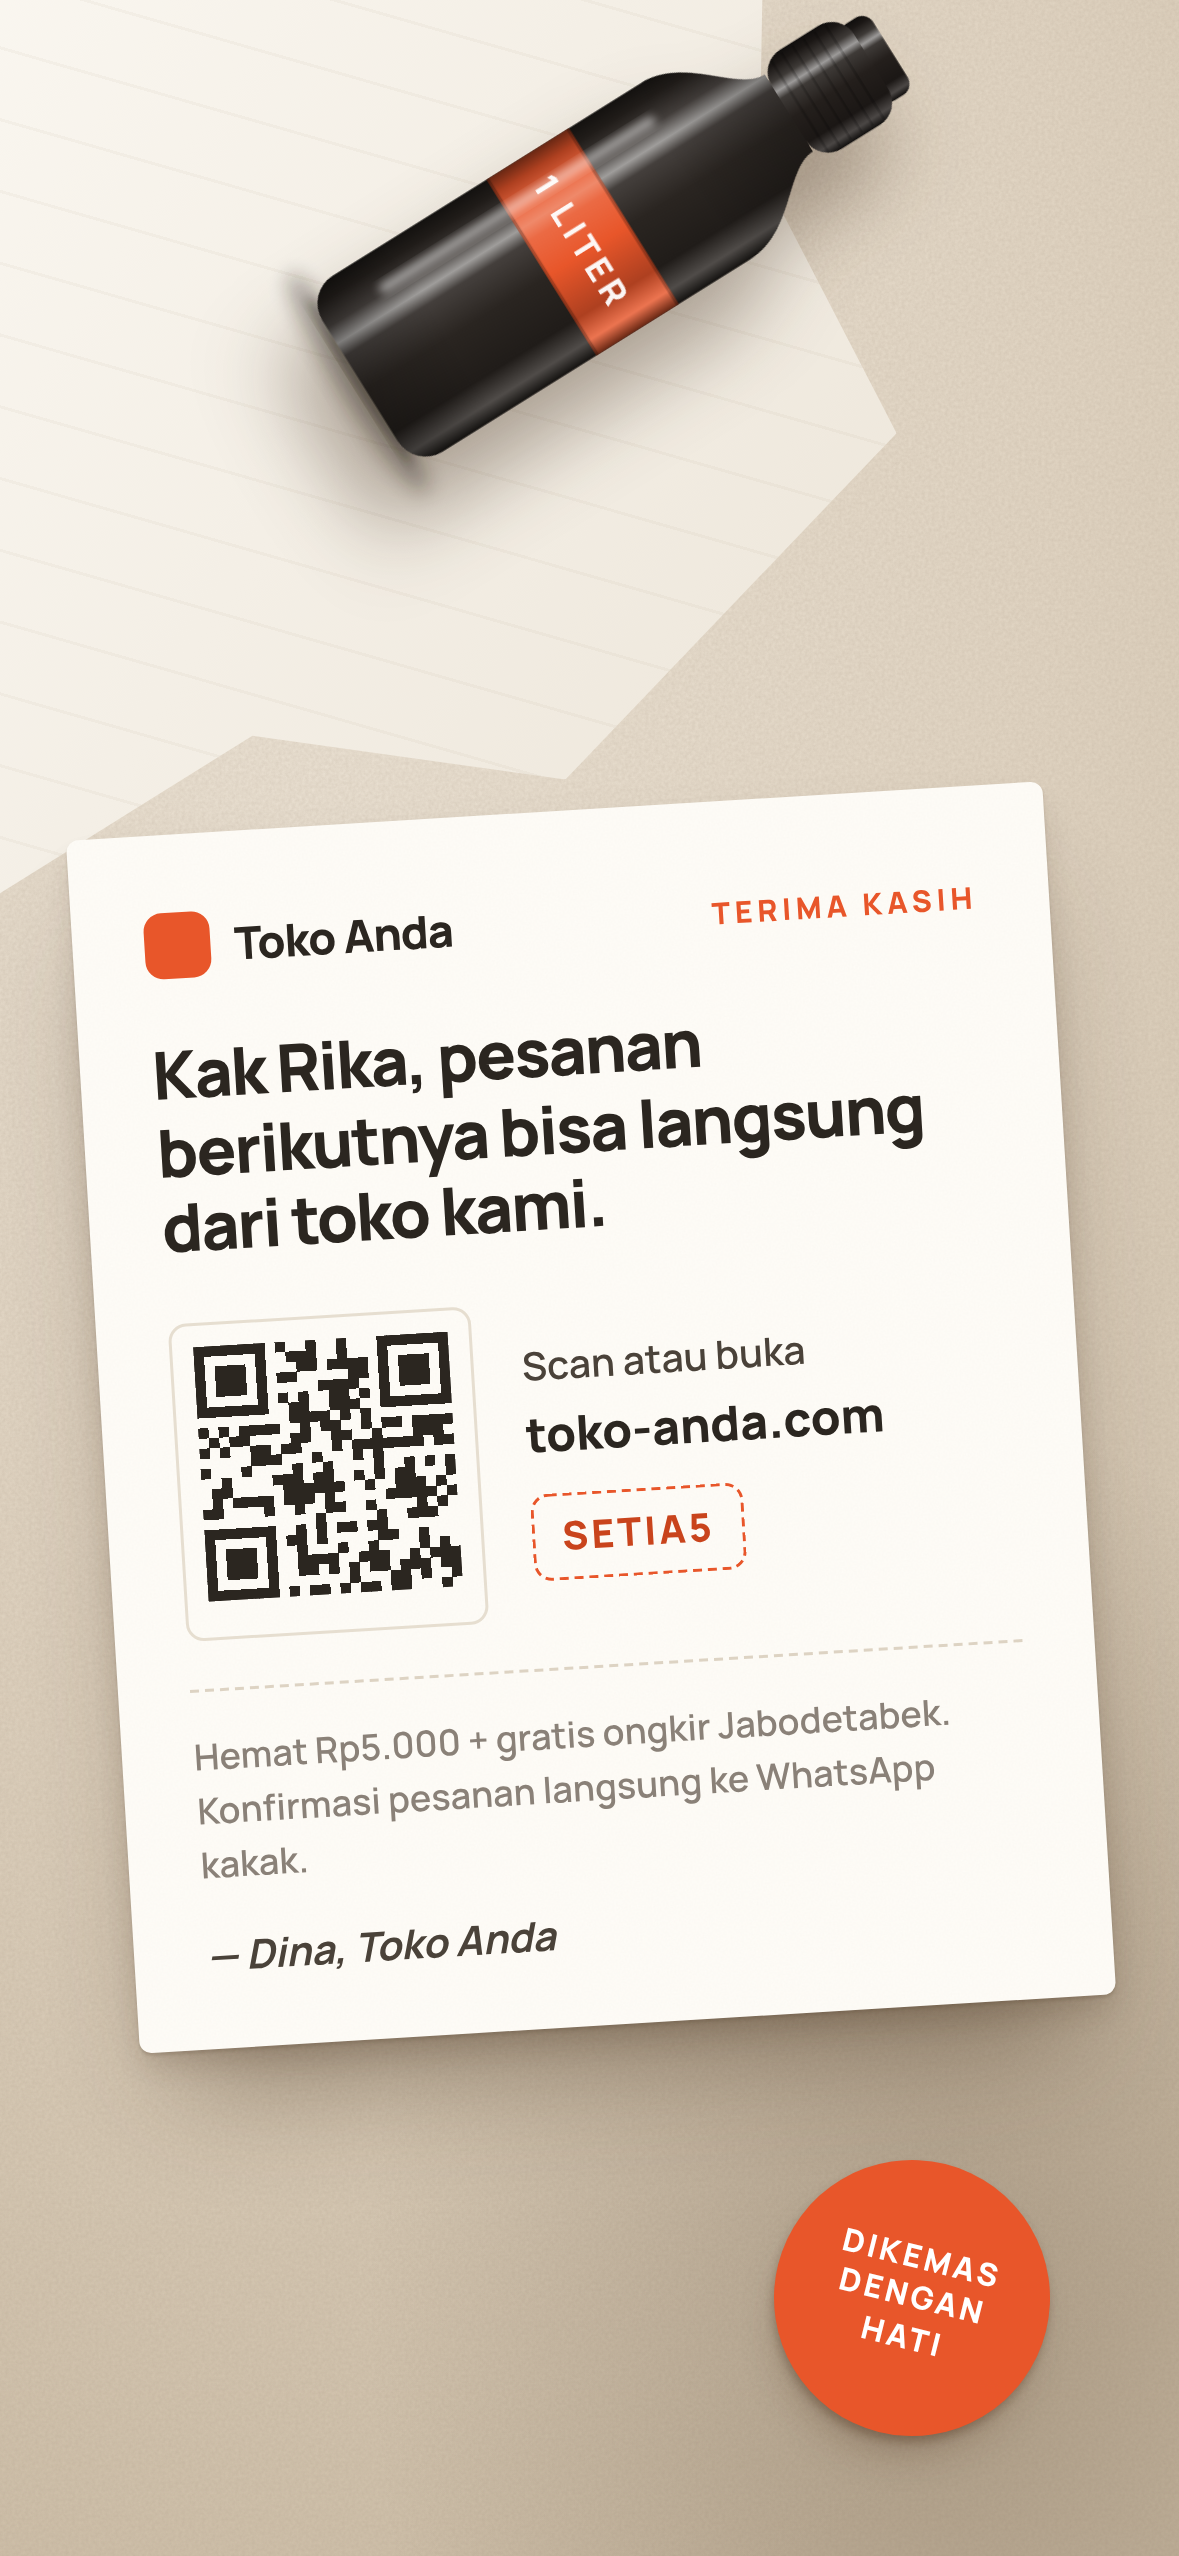 1 LITER
Toko Anda
TERIMA KASIH
Kak Rika, pesanan
berikutnya bisa langsung
dari toko kami.
Scan atau buka
toko-anda.com
SETIA5
Hemat Rp5.000 + gratis ongkir Jabodetabek.
Konfirmasi pesanan langsung ke WhatsApp
kakak.
— Dina, Toko Anda
DIKEMAS
DENGAN
HATI